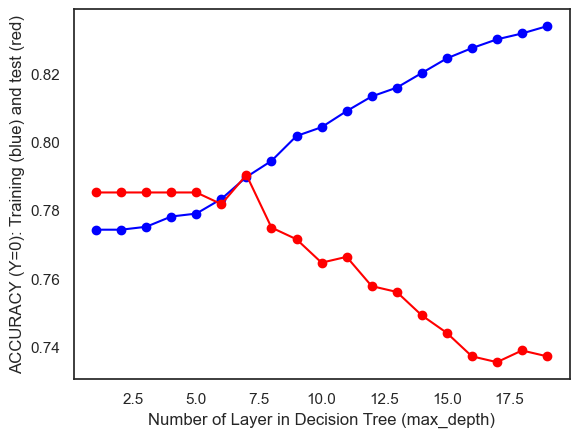 ACCURACY (Y=0): Training (blue) and test (red)
0.82
0.80
0.78
0.76
0.74
2.5 5.0 7.5 10.0 12.5 15.0 17.5
Number of Layer in Decision Tree (max_depth)